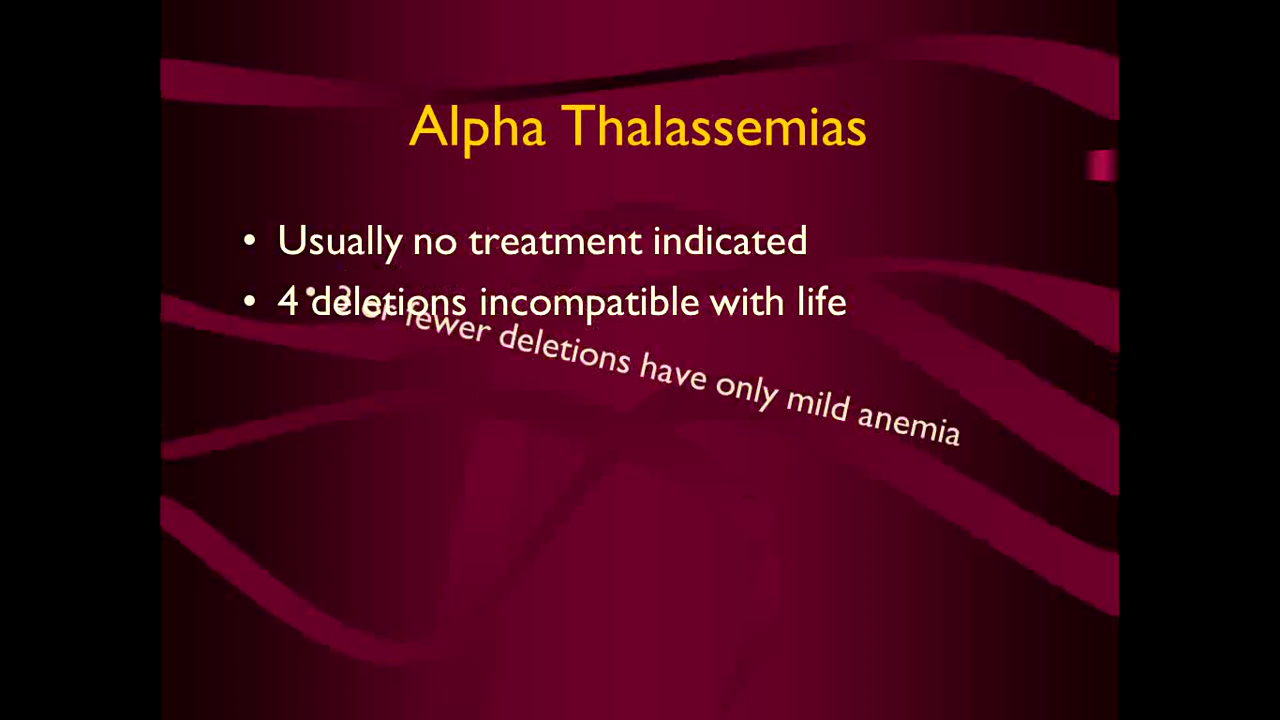 Alpha Thalassemias
• Usually no treatment indicated
• 4 deletions incompatible with life
• 3 or fewer deletions have only mild anemia